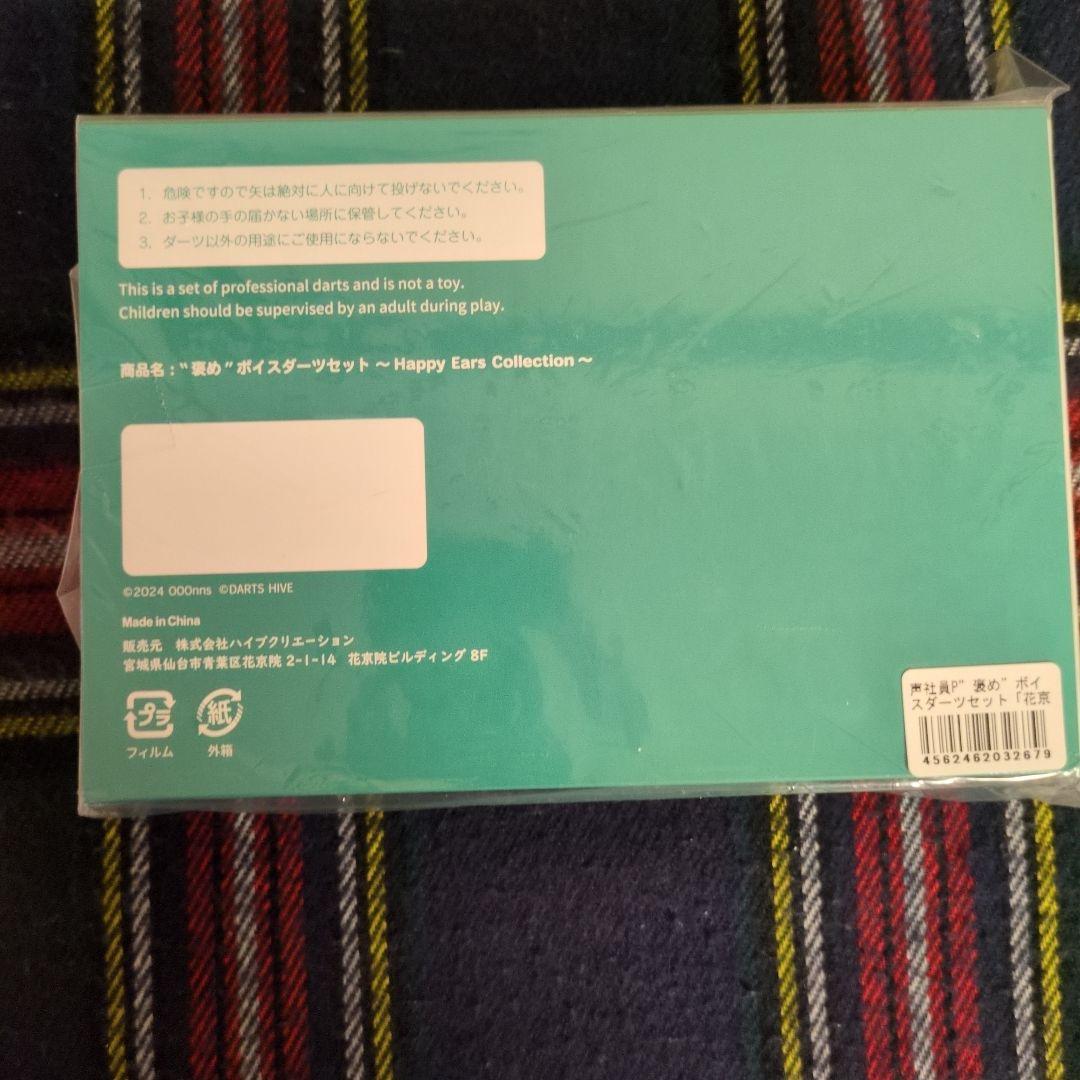 1. 危険ですので矢は絶対に人に向けて投げないでください。
2. お子様の手の届かない場所に保管してください。
3. ダーツ以外の用途にご使用にならないでください。
This is a set of professional darts and is not a toy.
Children should be supervised by an adult during play.
商品名:“褒め”ボイスダーツセット ～Happy Ears Collection～
©2024 OOOnns ©DARTS HIVE
Made in China
販売元 株式会社ハイブクリエーション
宮城県仙台市青葉区花京院 2-1-14 花京院ビルディング 8F
プラ
フィルム
紙
外箱
声社員P”褒め”ボイ
スダーツセット「花京
4562462032679